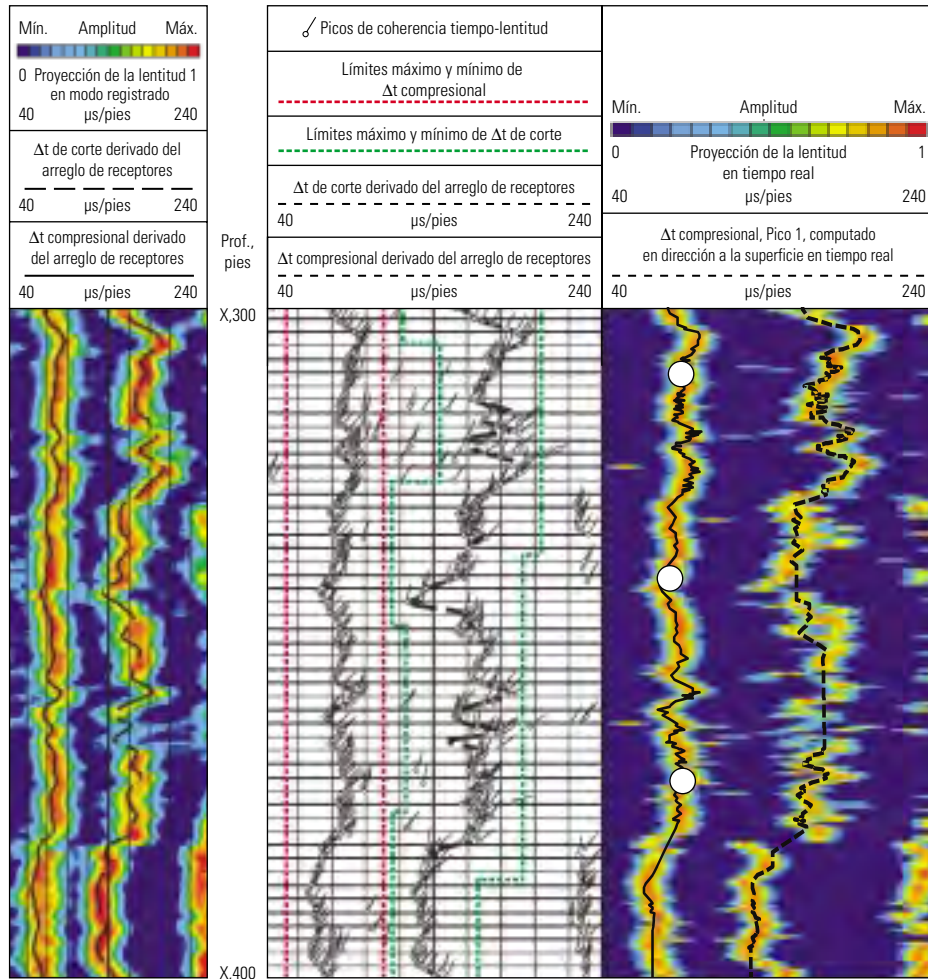 Mín. Amplitud Máx.
0 Proyección de la lentitud 1
en modo registrado
40 µs/pies 240
Δt de corte derivado del
arreglo de receptores
40 µs/pies 240
Δt compresional derivado
del arreglo de receptores
40 µs/pies 240
Prof.,
pies
X,300
X.400
Picos de coherencia tiempo-lentitud
Límites máximo y mínimo de
Δt compresional
Límites máximo y mínimo de Δt de corte
Δt de corte derivado del arreglo de receptores
40 µs/pies 240
Δt compresional derivado del arreglo de receptores
40 µs/pies 240
Mín. Amplitud Máx.
0 Proyección de la lentitud 1
en tiempo real
40 µs/pies 240
Δt compresional, Pico 1, computado
en dirección a la superficie en tiempo real
40 µs/pies 240